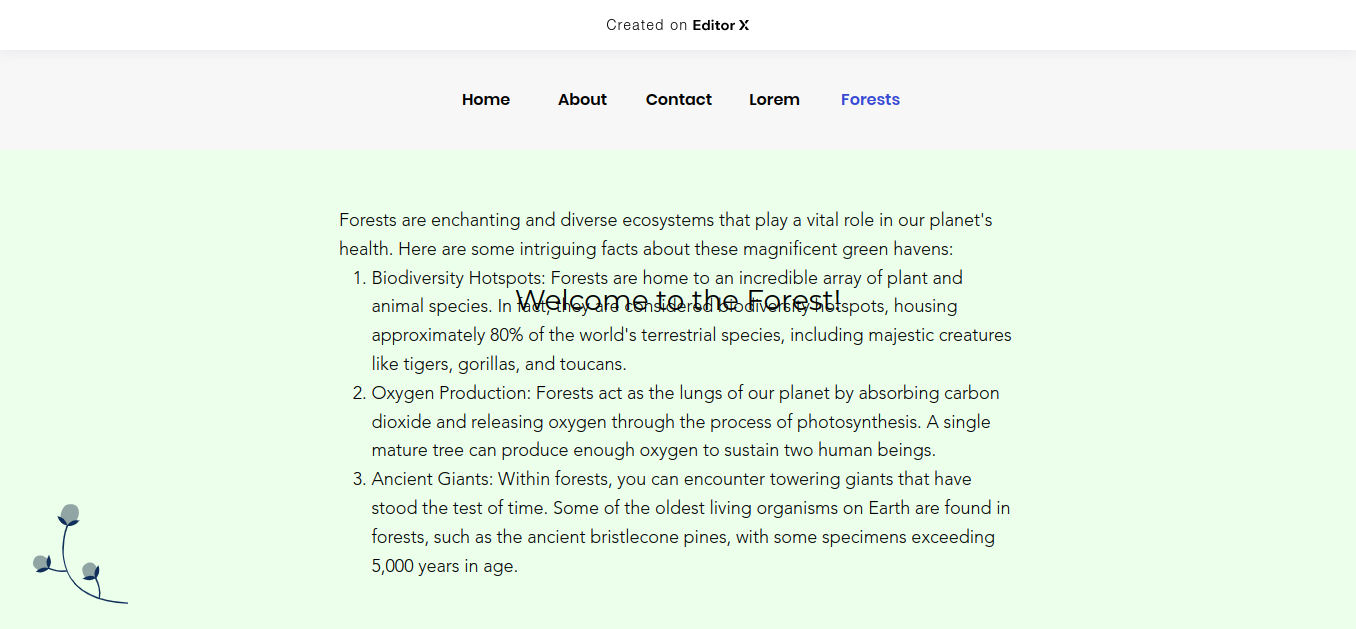 Created on Editor X
Home About Contact Lorem Forests
Forests are enchanting and diverse ecosystems that play a vital role in our planet's
health. Here are some intriguing facts about these magnificent green havens:
1. Biodiversity Hotspots: Forests are home to an incredible array of plant and
Welcome to the Forest!
animal species. In fact, they are considered biodiversity hotspots, housing
approximately 80% of the world's terrestrial species, including majestic creatures
like tigers, gorillas, and toucans.
2. Oxygen Production: Forests act as the lungs of our planet by absorbing carbon
dioxide and releasing oxygen through the process of photosynthesis. A single
mature tree can produce enough oxygen to sustain two human beings.
3. Ancient Giants: Within forests, you can encounter towering giants that have
stood the test of time. Some of the oldest living organisms on Earth are found in
forests, such as the ancient bristlecone pines, with some specimens exceeding
5,000 years in age.